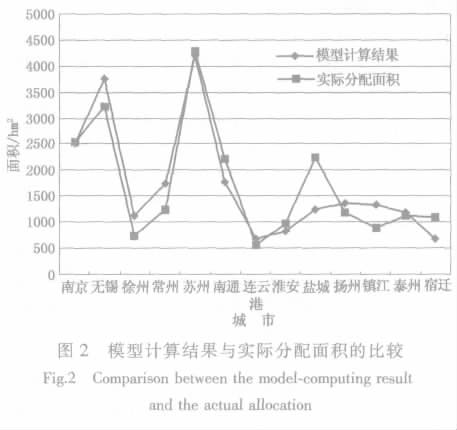 5000
4500
4000
3500
3000
2500
2000
1500
1000
500
0
面积/hm²
模型计算结果
实际分配面积
南京 无锡 徐州 常州 苏州 南通 连云港 淮安 盐城 扬州 镇江 泰州 宿迁
城 市
图 2 模型计算结果与实际分配面积的比较
Fig.2 Comparison between the model-computing result
and the actual allocation